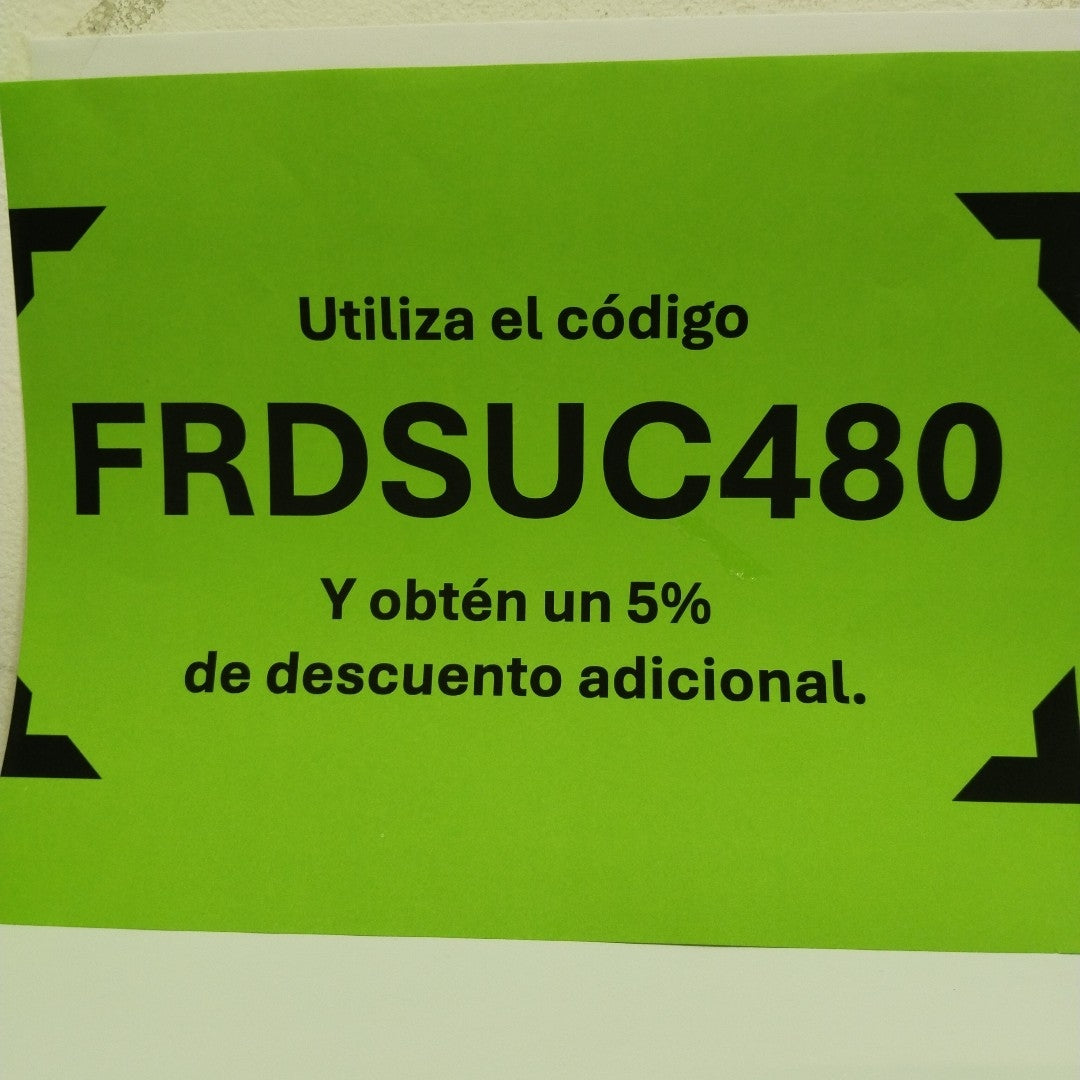 Utiliza el código
FRDSUC480
Y obtén un 5%
de descuento adicional.